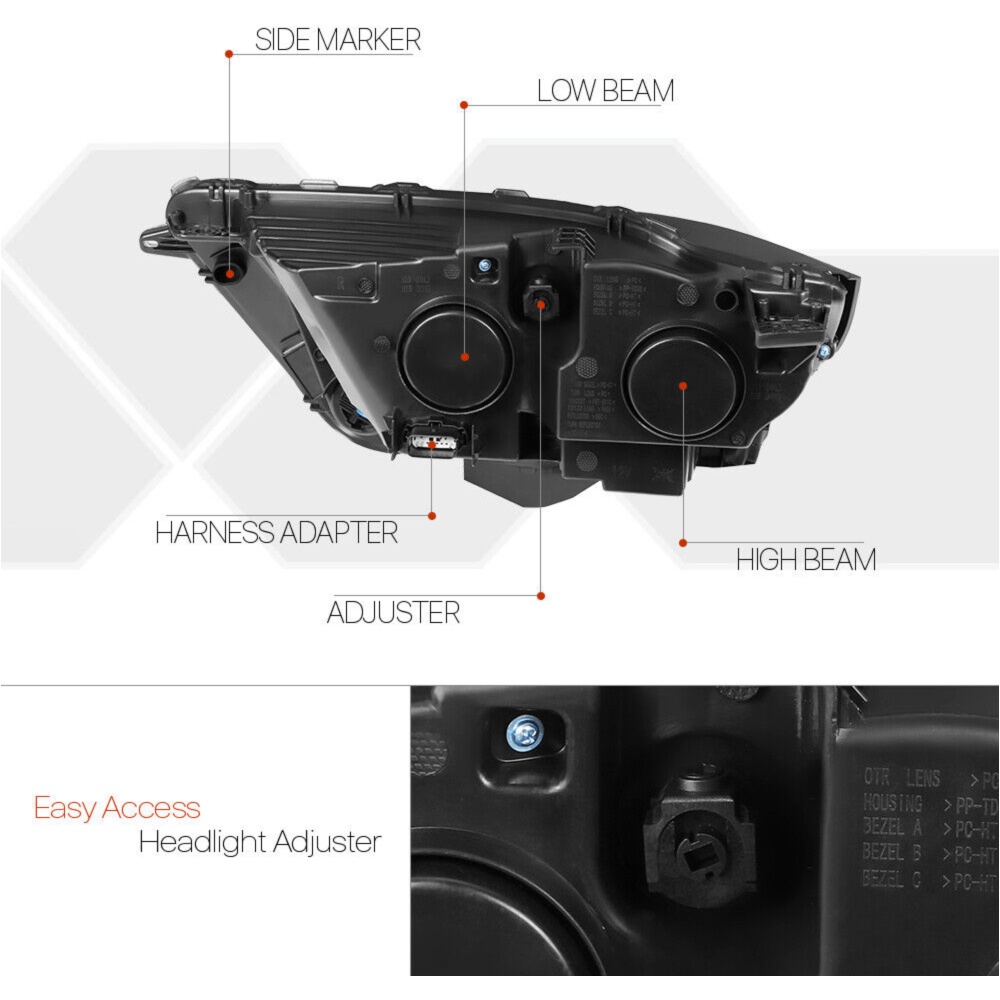 SIDE MARKER
LOW BEAM
HARNESS ADAPTER
HIGH BEAM
ADJUSTER
Easy Access
Headlight Adjuster
OTR LENS >PC
HOUSING >PP-TD
BEZEL A >PC-HT
BEZEL B >PC-HT
BEZEL C >PC-HT